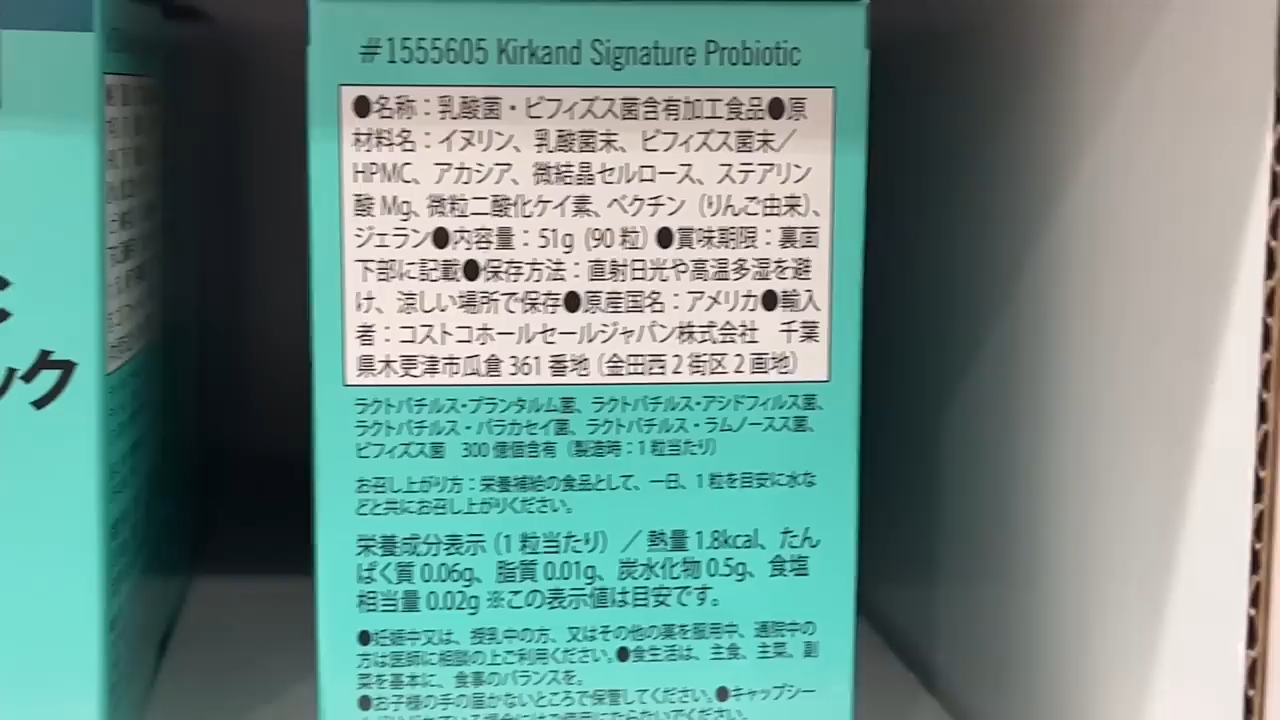 #1555605 Kirkand Signature Probiotic
●名称：乳酸菌・ビフィズス菌含有加工食品●原
材料名：イヌリン、乳酸菌末、ビフィズス菌末／
HPMC、アカシア、微結晶セルロース、ステアリン
酸Mg、微粒二酸化ケイ素、ペクチン（りんご由来）、
ジェラン●内容量：51g（90粒）●賞味期限：裏面
下部に記載●保存方法：直射日光や高温多湿を避
け、涼しい場所で保存●原産国名：アメリカ●輸入
者：コストコホールセールジャパン株式会社　千葉
県木更津市瓜倉361番地（金田西2街区2画地）
ラクトバチルス・プランタルム菌、ラクトバチルス・アシドフィルス菌、
ラクトバチルス・パラカセイ菌、ラクトバチルス・ラムノースス菌、
ビフィズス菌　300億個含有（製造時：1粒当たり）
お召し上がり方：栄養補給の食品として、一日、1粒を目安に水な
どと共にお召し上がりください。
栄養成分表示（1粒当たり）／熱量1.8kcal、たん
ぱく質0.06g、脂質0.01g、炭水化物0.5g、食塩
相当量0.02g ※この表示値は目安です。
●妊娠中又は、授乳中の方、又はその他の薬を服用中、通院中の
方は医師に相談の上ご利用ください。●食生活は、主食、主菜、副
菜を基本に、食事のバランスを。
●お子様の手の届かないところで保管してください。●キャップシー
ック